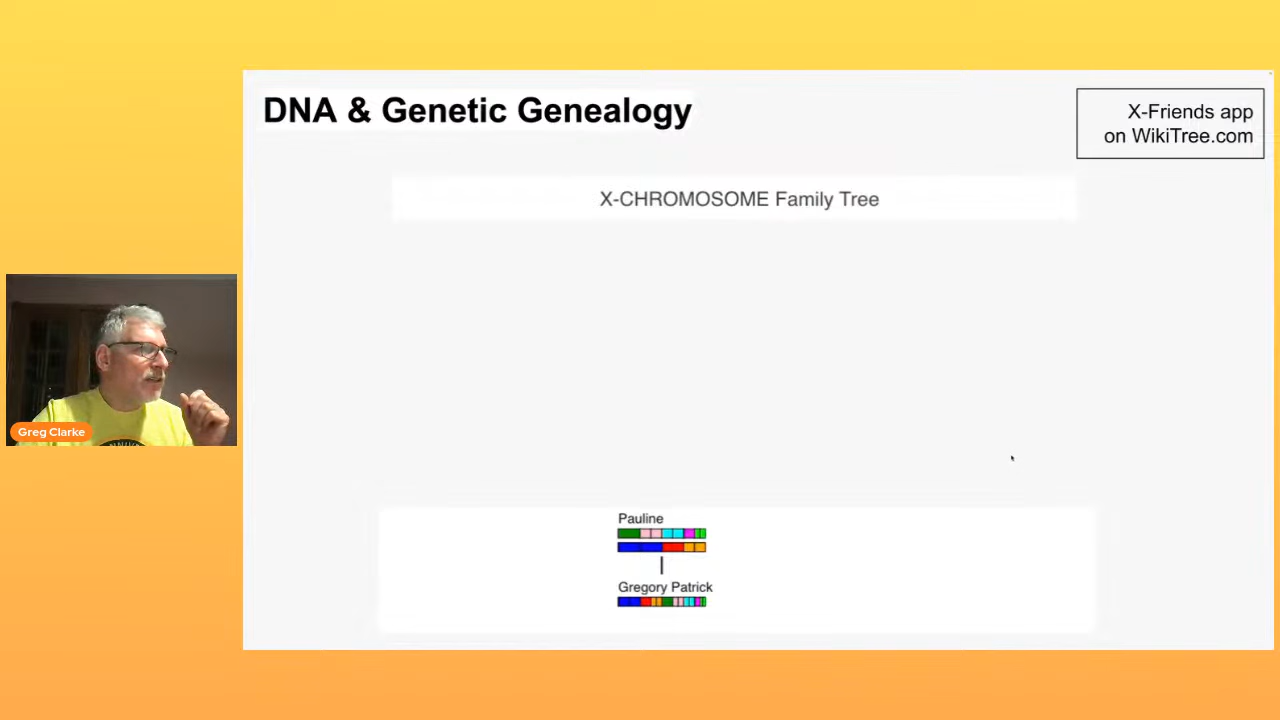 DNA & Genetic Genealogy
X-Friends app
on WikiTree.com
X-CHROMOSOME Family Tree
Greg Clarke
Pauline
Gregory Patrick